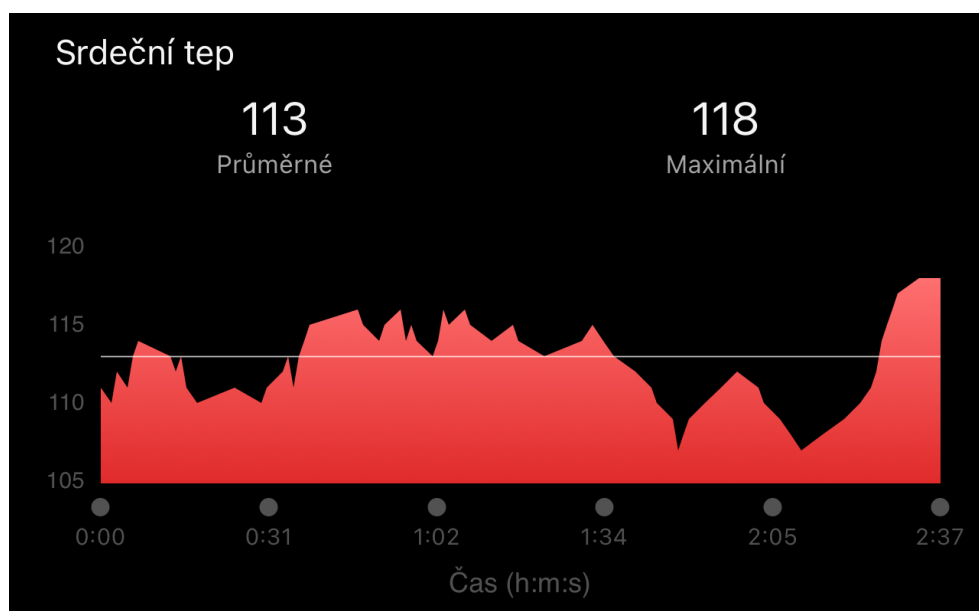 Srdeční tep
113 118
Průměrné Maximální
120
115
110
105
0:00 0:31 1:02 1:34 2:05 2:37
Čas (h:m:s)